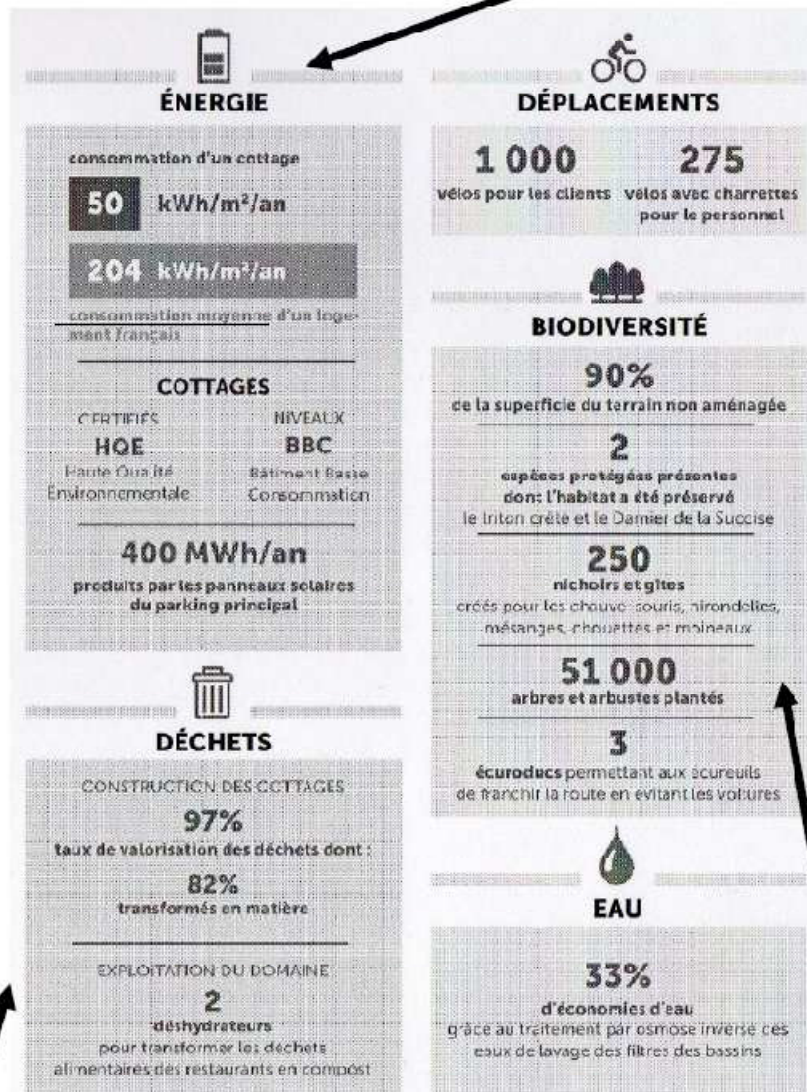 ÉNERGIE
consommation d'un cottage
50 kWh/m²/an
204 kWh/m²/an
consommation moyenne d'un loge-
ment français
COTTAGES
CERTIFIÉS
HQE
Haute Qualité
Environnementale
NIVEAUX
BBC
Bâtiment Basse
Consommation
400 MWh/an
produits par les panneaux solaires
du parking principal
DÉCHETS
CONSTRUCTION DES COTTAGES
97%
taux de valorisation des déchets dont :
82%
transformés en matière
EXPLOITATION DU DOMAINE
2
déshydrateurs
pour transformer les déchets
alimentaires des restaurants en compost
DÉPLACEMENTS
1 000
vélos pour les clients
275
vélos avec charrettes
pour le personnel
BIODIVERSITÉ
90%
de la superficie du terrain non aménagée
2
espèces protégées présentes
dont l'habitat a été préservé
le triton crêté et le Damier de la Succise
250
nichoirs et gîtes
créés pour les chauve-souris, hirondelles,
mésanges, chouettes et moineaux
51 000
arbres et arbustes plantés
3
écuroducs permettant aux écureuils
de franchir la route en évitant les voitures
EAU
33%
d'économies d'eau
grâce au traitement par osmose inverse des
eaux de lavage des filtres des bassins